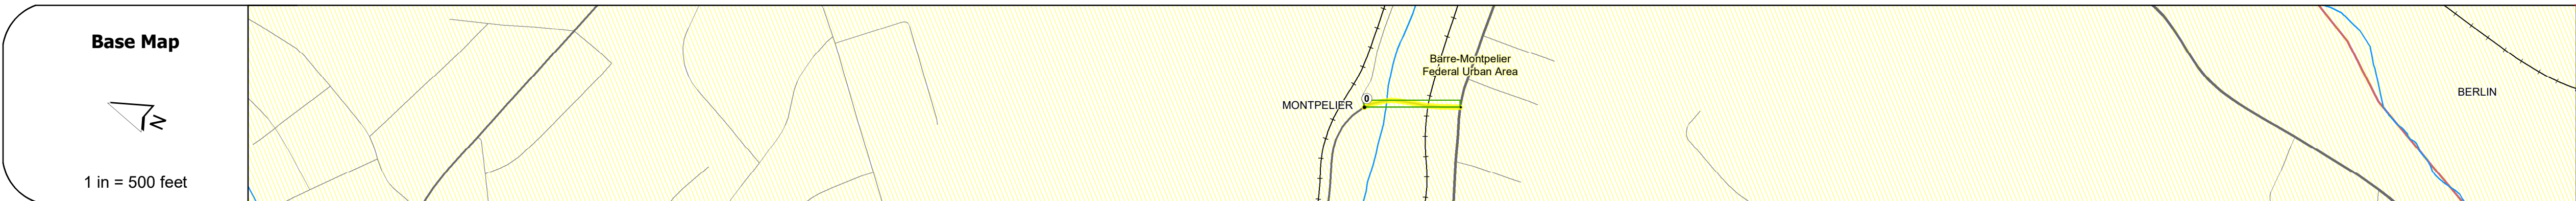 Base Map
N
1 in = 500 feet
Barre-Montpelier
Federal Urban Area
0
MONTPELIER
BERLIN